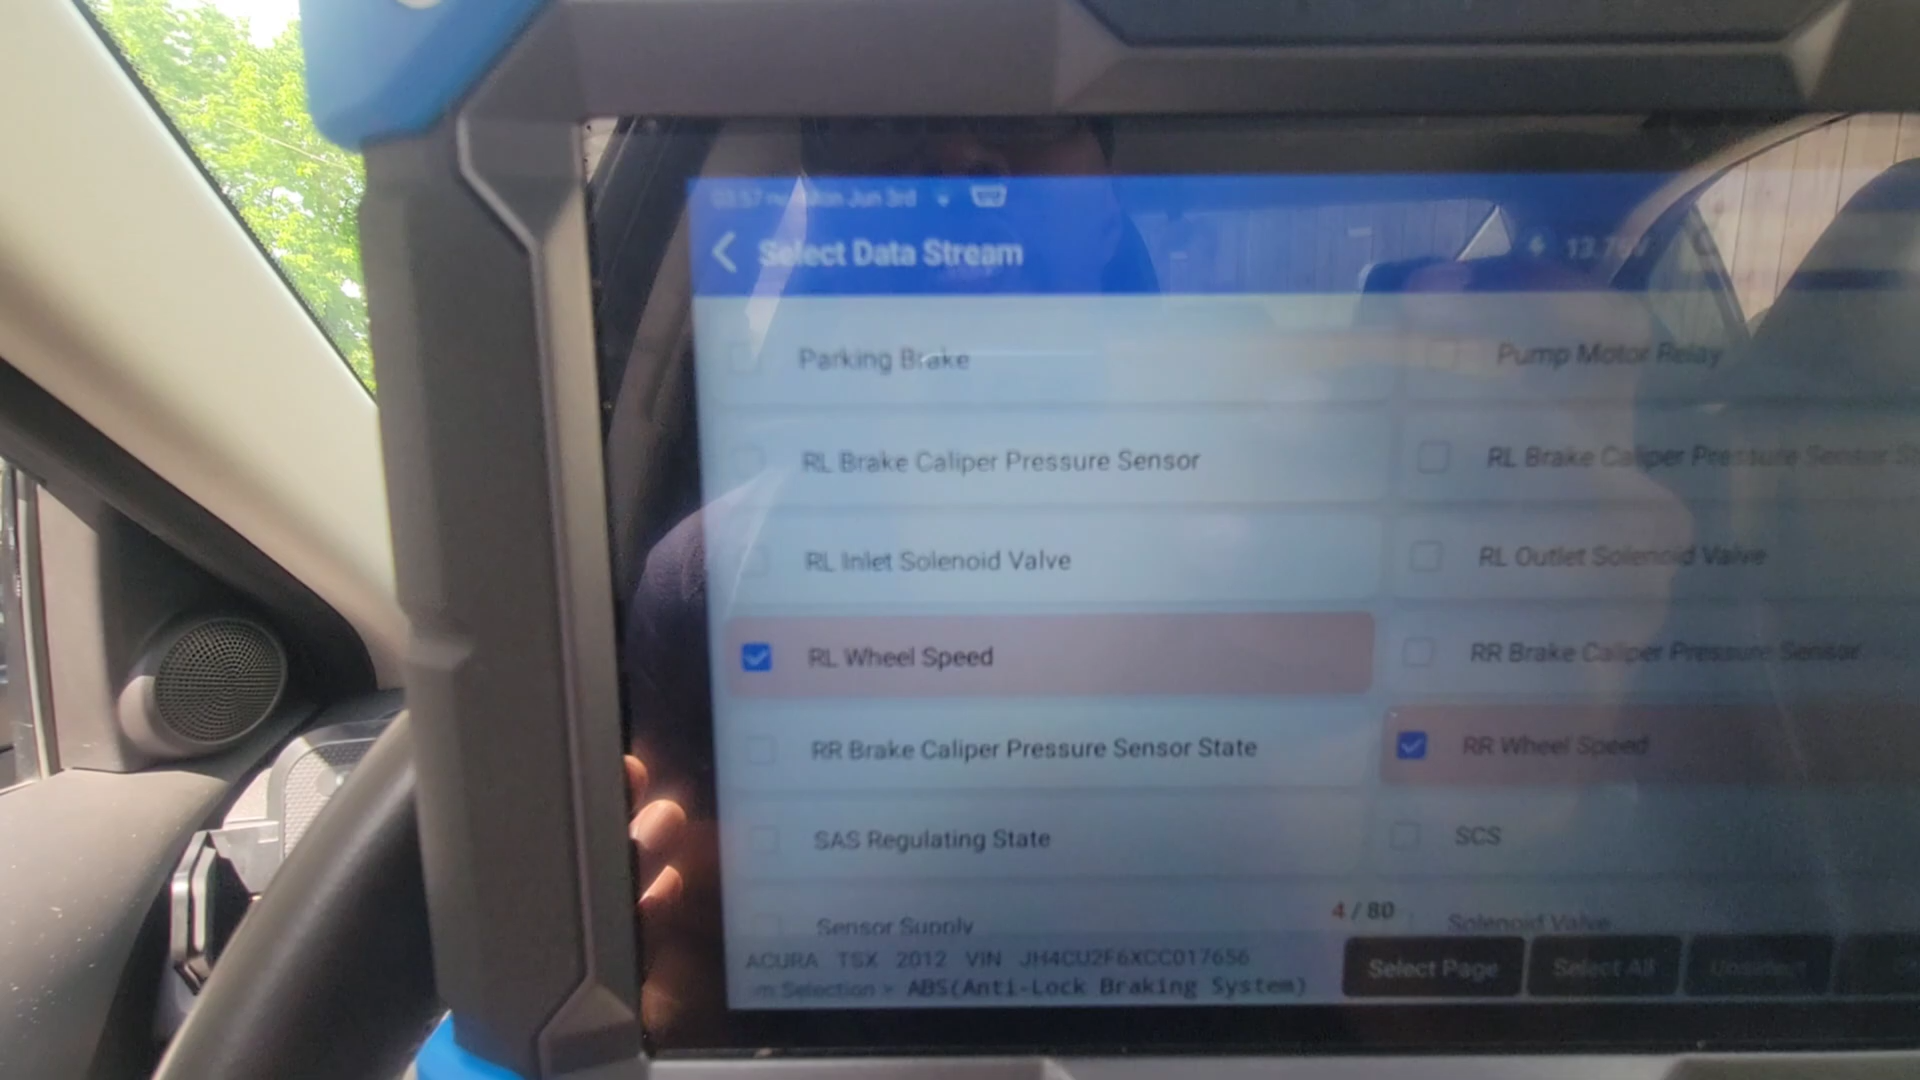 Mon Jun 3rd
Select Data Stream
Parking Brake
Pump Motor Relay
RL Brake Caliper Pressure Sensor
RL Brake Caliper Pressure Sensor
RL Inlet Solenoid Valve
RL Outlet Solenoid Valve
RL Wheel Speed
RR Brake Caliper Pressure Sensor
RR Brake Caliper Pressure Sensor State
RR Wheel Speed
SAS Regulating State
SCS
Sensor Supply
4 / 80
Solenoid Valve
ACURA TSX 2012 VIN JH4CU2F6XCC017656
Select Page
Select All
m Selection > ABS(Anti-Lock Braking System)